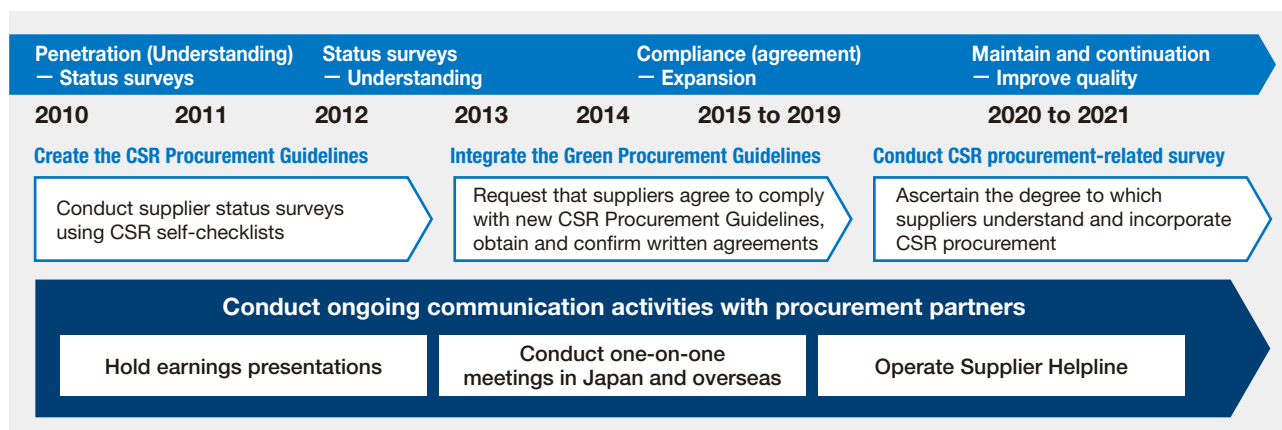 Penetration (Understanding)
— Status surveys
Status surveys
— Understanding
Compliance (agreement)
— Expansion
Maintain and continuation
— Improve quality
2010 2011 2012 2013 2014 2015 to 2019 2020 to 2021
Create the CSR Procurement Guidelines
Conduct supplier status surveys
using CSR self-checklists
Integrate the Green Procurement Guidelines
Request that suppliers agree to comply
with new CSR Procurement Guidelines,
obtain and confirm written agreements
Conduct CSR procurement-related survey
Ascertain the degree to which
suppliers understand and incorporate
CSR procurement
Conduct ongoing communication activities with procurement partners
Hold earnings presentations
Conduct one-on-one
meetings in Japan and overseas
Operate Supplier Helpline